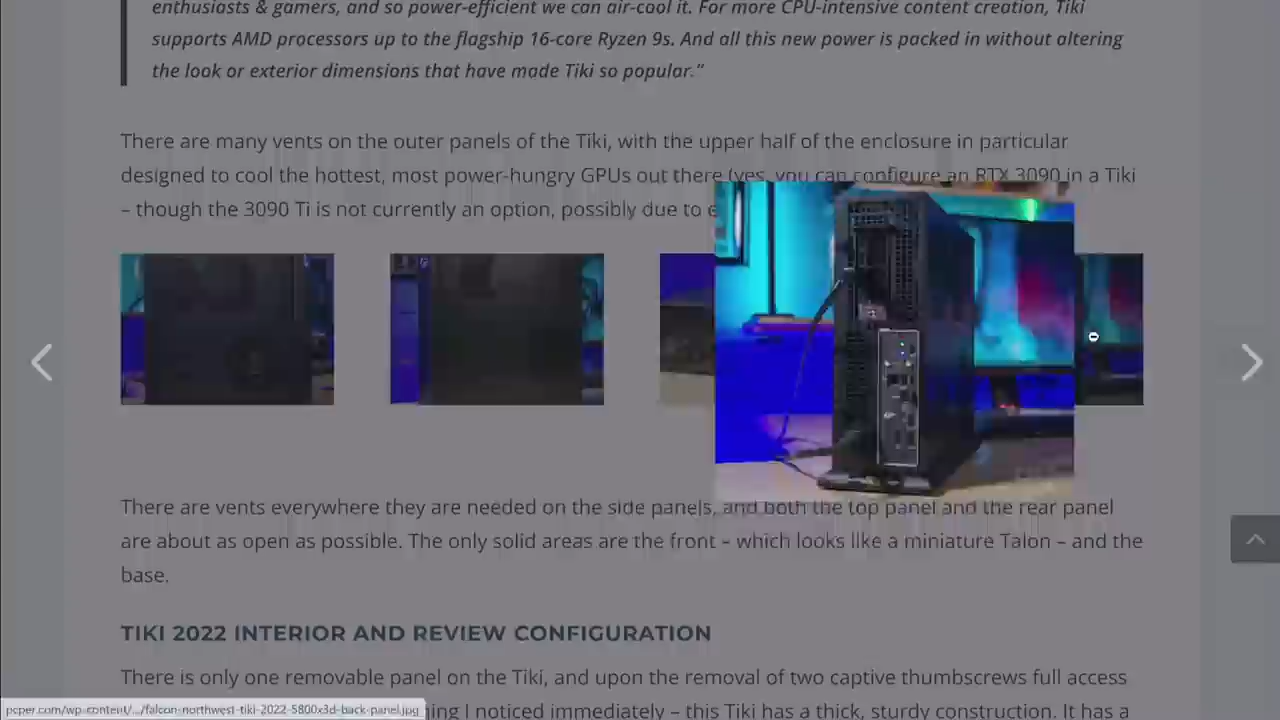 enthusiasts & gamers, and so power-efficient we can air-cool it. For more CPU-intensive content creation, Tiki
supports AMD processors up to the flagship 16-core Ryzen 9s. And all this new power is packed in without altering
the look or exterior dimensions that have made Tiki so popular.”
There are many vents on the outer panels of the Tiki, with the upper half of the enclosure in particular
designed to cool the hottest, most power-hungry GPUs out there (yes, you can configure an RTX 3090 in a Tiki
– though the 3090 Ti is not currently an option, possibly due to
There are vents everywhere they are needed on the side panels, and both the top panel and the rear panel
are about as open as possible. The only solid areas are the front – which looks like a miniature Talon – and the
base.
TIKI 2022 INTERIOR AND REVIEW CONFIGURATION
There is only one removable panel on the Tiki, and upon the removal of two captive thumbscrews full access
pcper.com/wp-content/.../falcon-northwest-tiki-2022-5800x3d-back-panel.jpg
I noticed immediately – this Tiki has a thick, sturdy construction. It has a